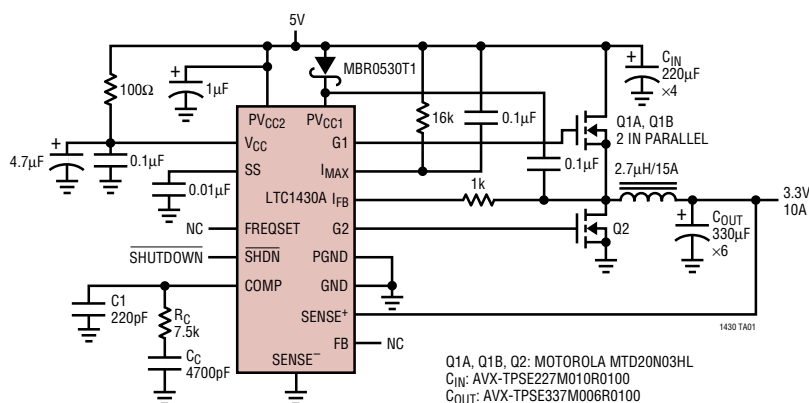 5V
MBR0530T1
CIN
220µF
×4
100Ω
+
1µF
+
16k
0.1µF
Q1A, Q1B
2 IN PARALLEL
PVCC2
PVCC1
VCC
G1
+
4.7µF
0.1µF
SS
IMAX
0.1µF
2.7µH/15A
0.01µF
LTC1430A
IFB
1k
3.3V
10A
NC
FREQSET
G2
Q2
+
COUT
330µF
×6
SHUTDOWN
SHDN
PGND
COMP
GND
C1
220pF
RC
7.5k
SENSE+
1430 TA01
CC
4700pF
FB
NC
SENSE–
Q1A, Q1B, Q2: MOTOROLA MTD20N03HL
CIN: AVX-TPSE227M010R0100
COUT: AVX-TPSE337M006R0100